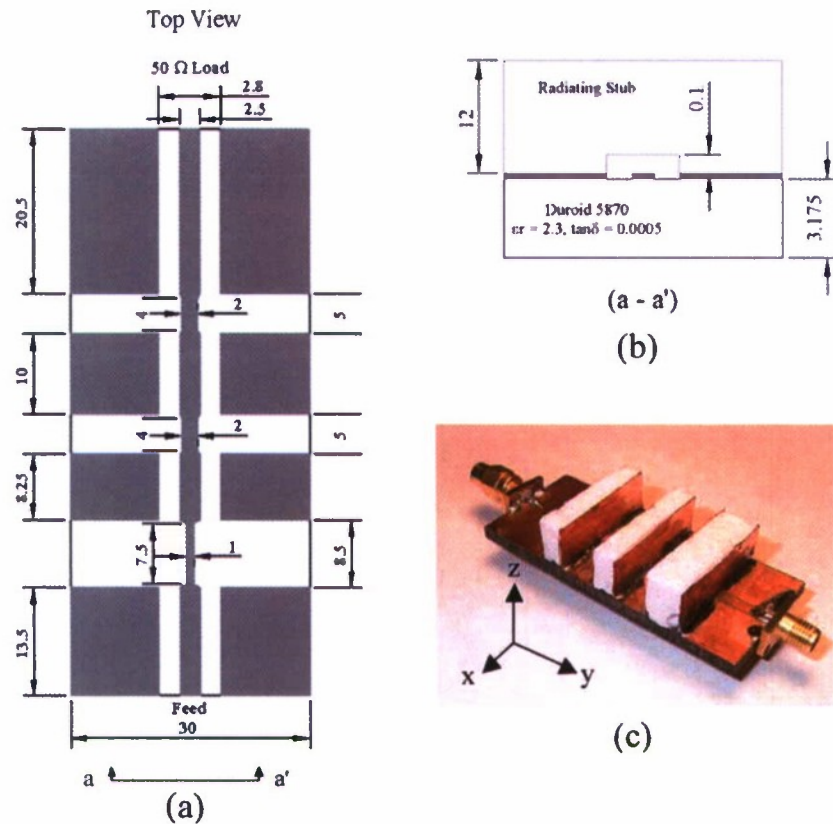 Top View
50 Ω Load
2.8
2.5
20.5
4
2
5
10
4
2
5
8.25
7.5
1
8.5
13.5
Feed
30
a
a'
(a)
Radiating Stub
12
0.1
Duroid 5870
εr = 2.3, tanδ = 0.0005
3.175
(a - a')
(b)
z
x
y
(c)